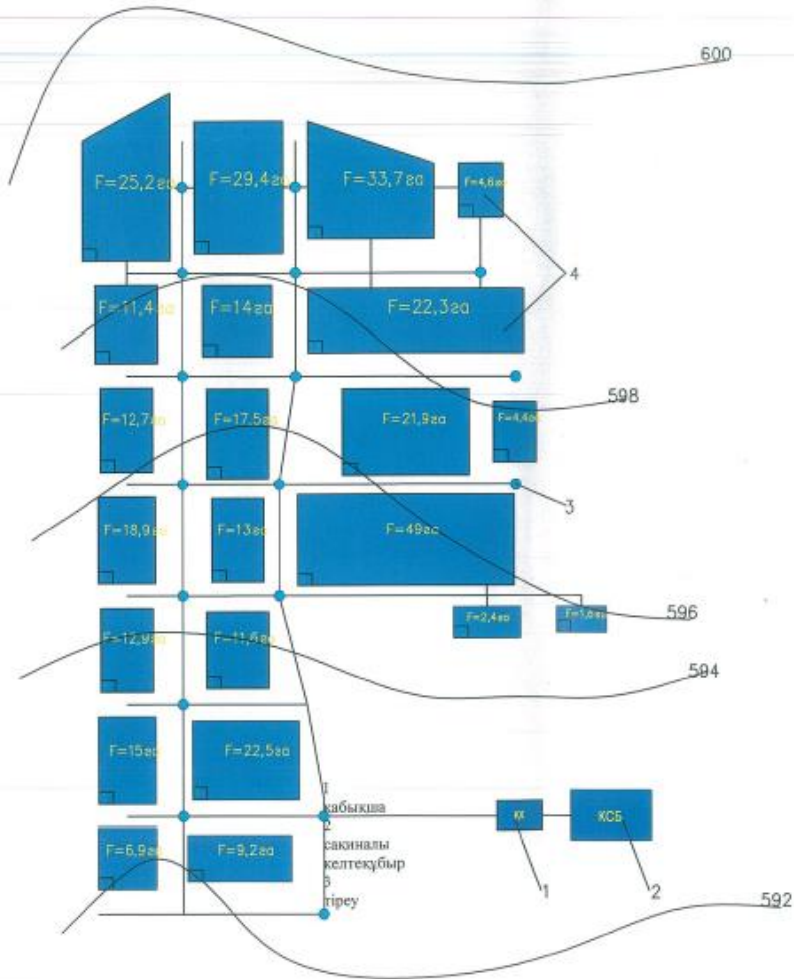 600
F=25,2га
F=29,4га
F=33,7га
F=4,6га
4
F=11,4га
F=14га
F=22,3га
598
F=12,7га
F=17.5га
F=21,9га
F=4,4га
3
F=18,9га
F=13га
F=49га
F=2,4га
F=1,6га
596
F=12,9га
F=11,6га
594
F=15га
F=22,5га
1
қабықша
2
сақиналы
келтеқұбыр
3
тіреу
КСБ
1
2
F=6,9га
F=9,2га
592